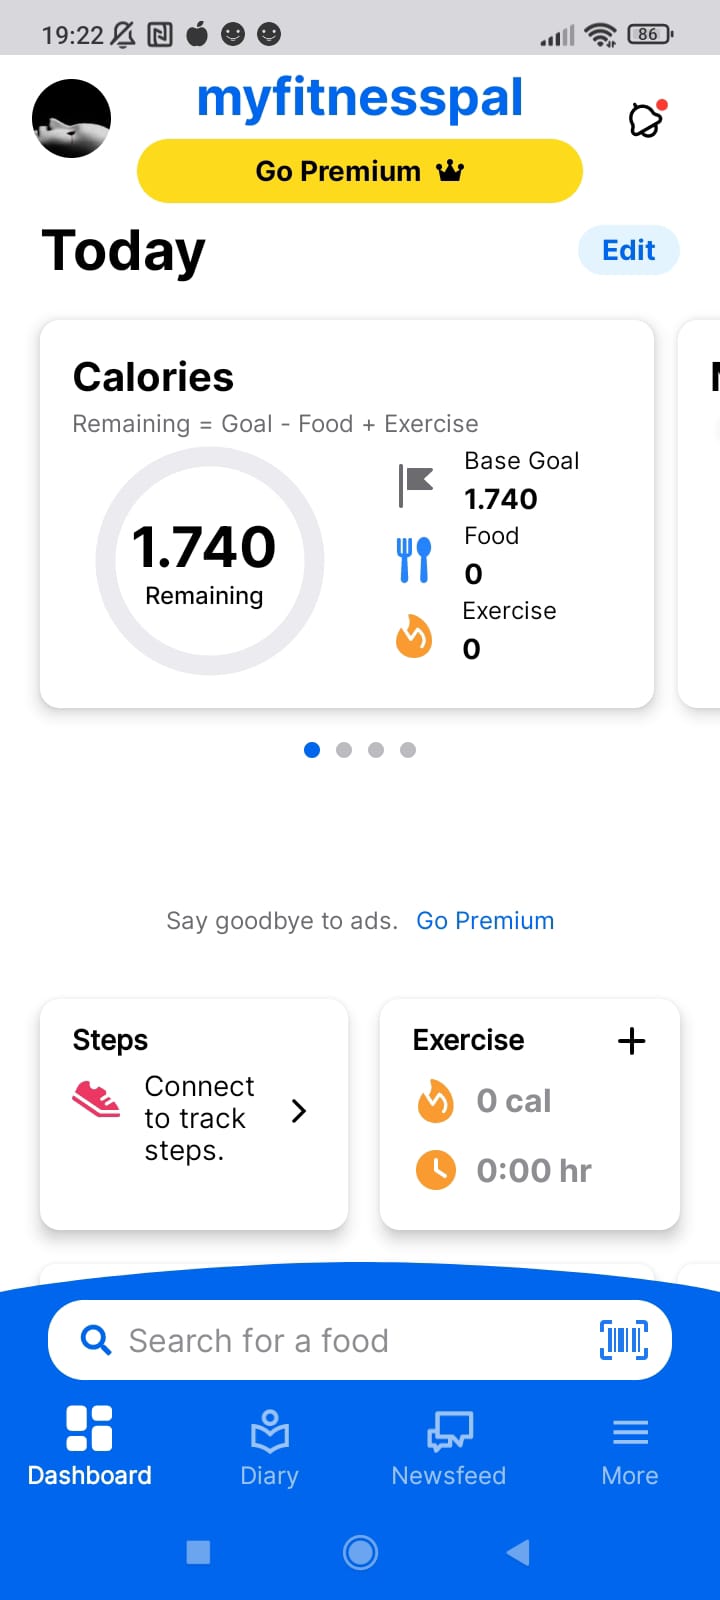 19:22
86
myfitnesspal
Go Premium
Today
Edit
Calories
Remaining = Goal - Food + Exercise
1.740
Remaining
Base Goal
1.740
Food
0
Exercise
0
Say goodbye to ads. Go Premium
Steps
Connect
to track
steps.
Exercise
0 cal
0:00 hr
Search for a food
Dashboard
Diary
Newsfeed
More